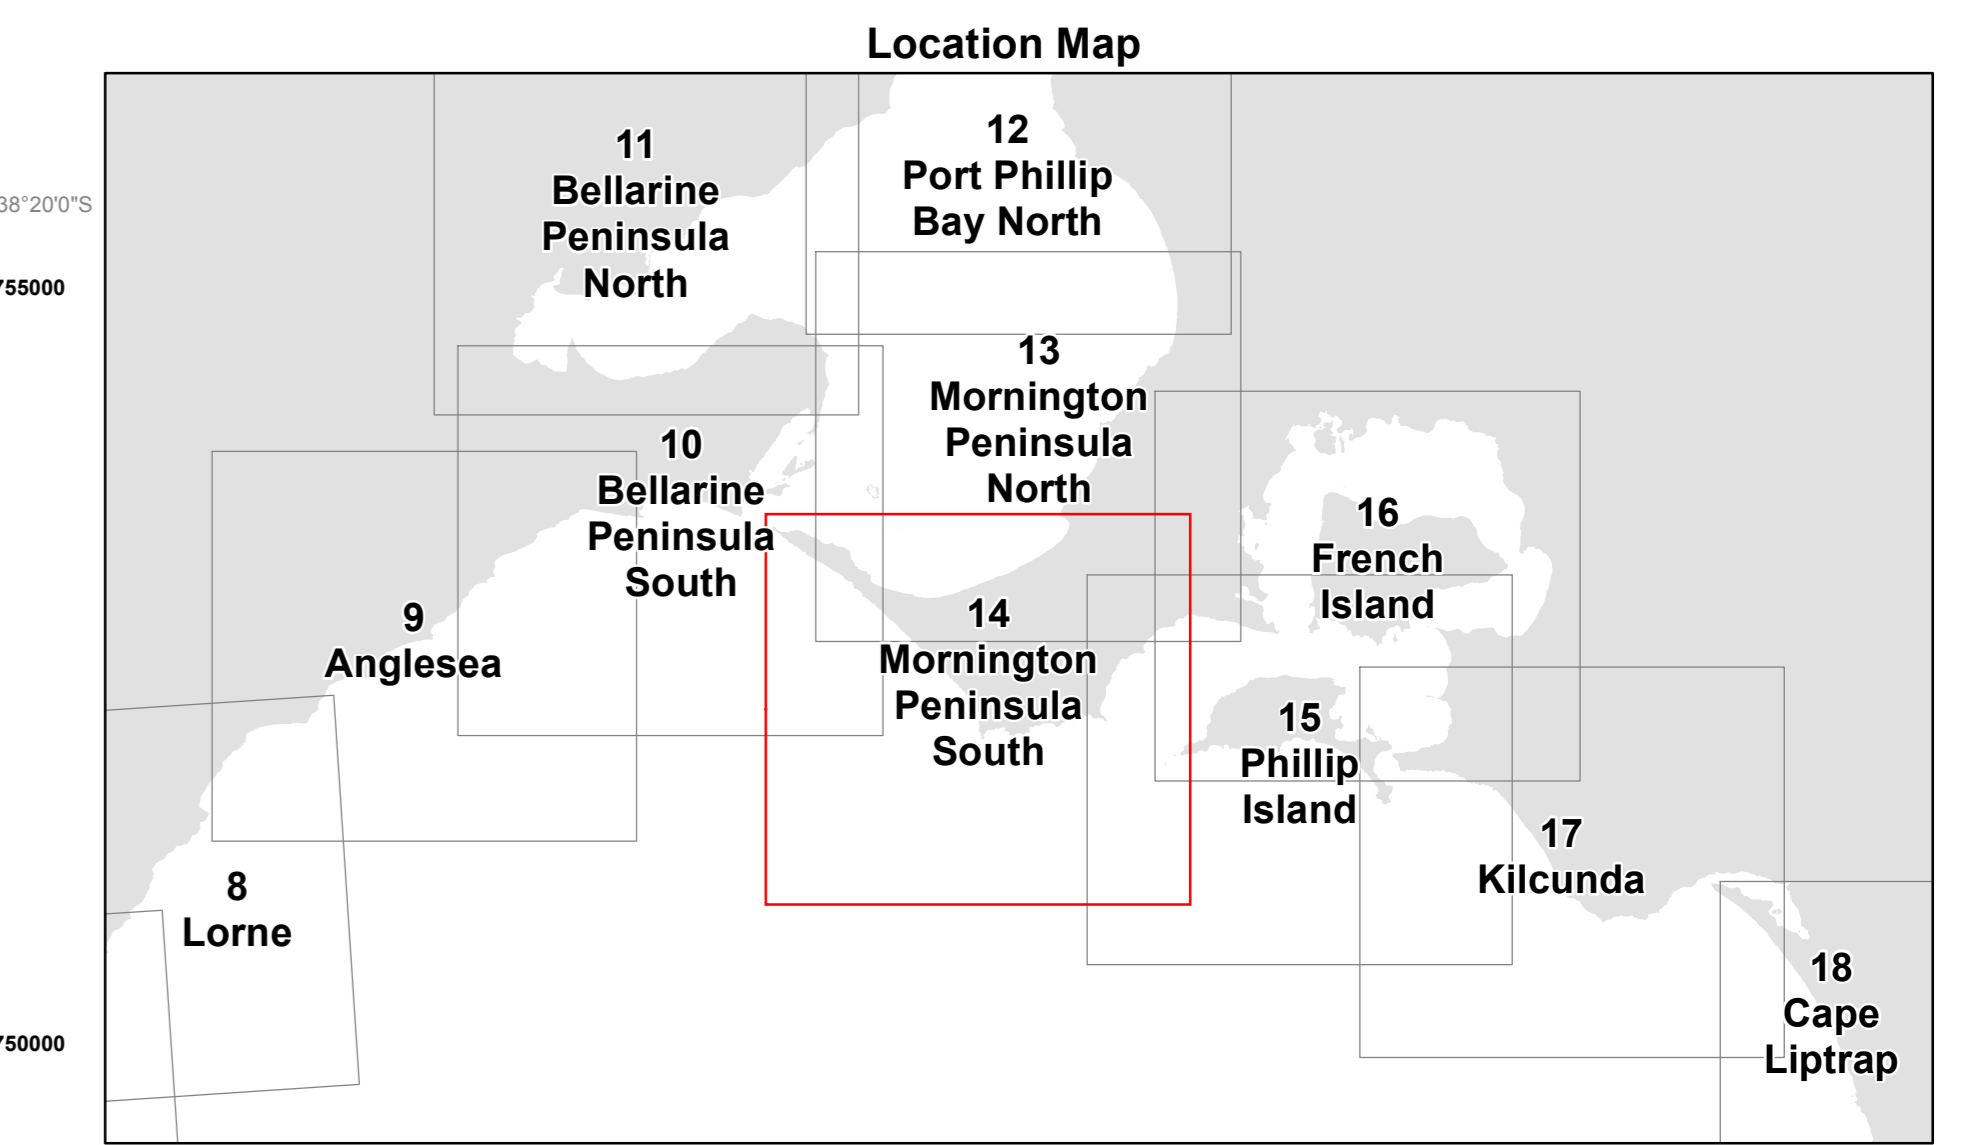 Location Map
38°20'0"S
755000
750000
11
Bellarine
Peninsula
North
12
Port Phillip
Bay North
13
Mornington
Peninsula
North
10
Bellarine
Peninsula
South
16
French
Island
9
Anglesea
14
Mornington
Peninsula
South
15
Phillip
Island
17
Kilcunda
8
Lorne
18
Cape
Liptrap